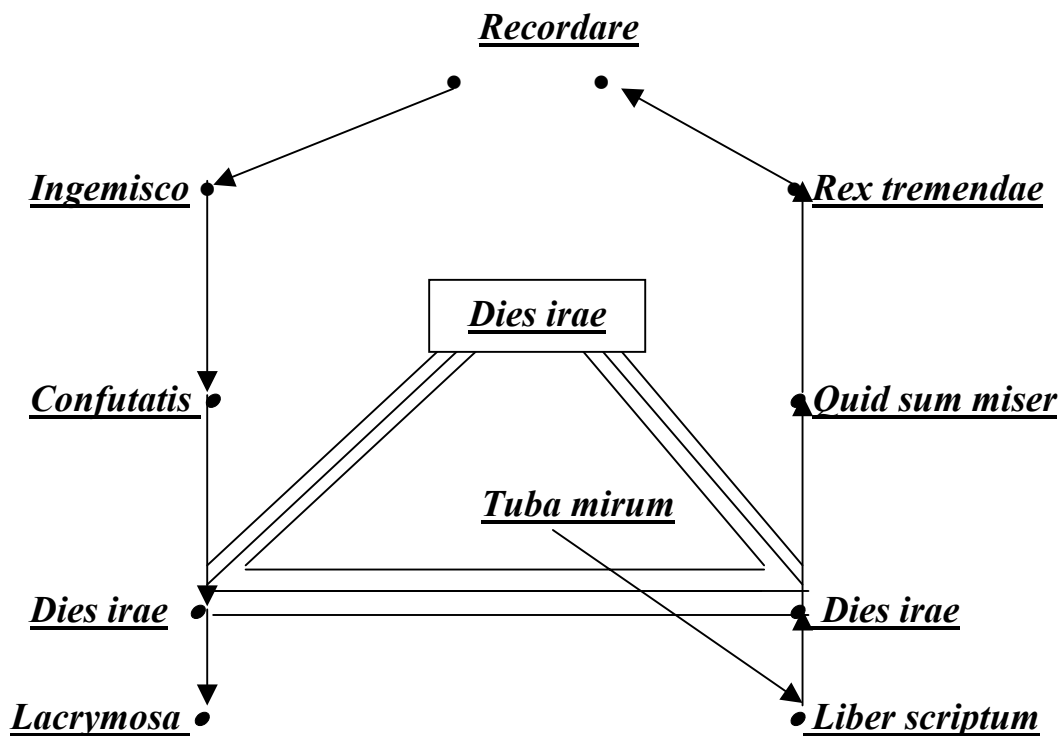 Recordare
Ingemisco
Rex tremendae
Dies irae
Confutatis
Quid sum miser
Tuba mirum
Dies irae
Dies irae
Lacrymosa
Liber scriptum